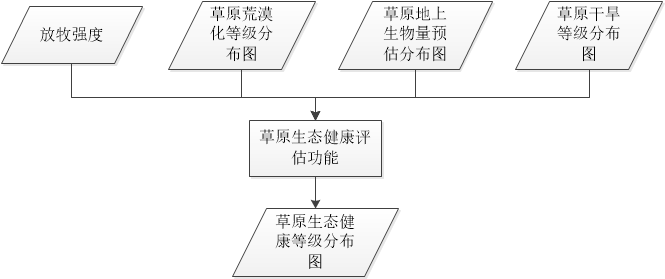 放牧强度
草原荒漠
化等级分
布图
草原地上
生物量预
估分布图
草原干旱
等级分布
图
草原生态健康评
估功能
草原生态健
康等级分布
图